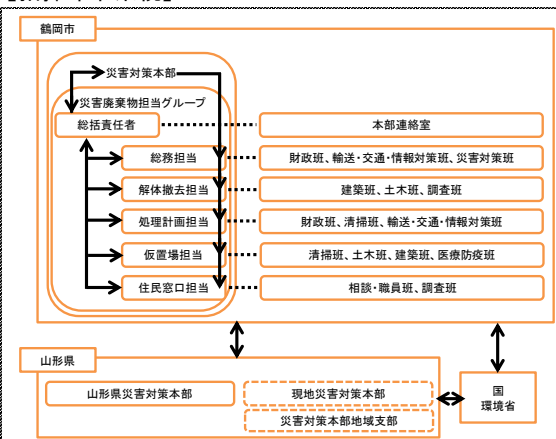 鶴岡市
災害対策本部
災害廃棄物担当グループ
総括責任者
本部連絡室
総務担当
財政班、輸送・交通・情報対策班、災害対策班
解体撤去担当
建築班、土木班、調査班
処理計画担当
財政班、清掃班、輸送・交通・情報対策班
仮置場担当
清掃班、土木班、建築班、医療防疫班
住民窓口担当
相談・職員班、調査班
山形県
山形県災害対策本部
現地災害対策本部
災害対策本部地域支部
国
環境省